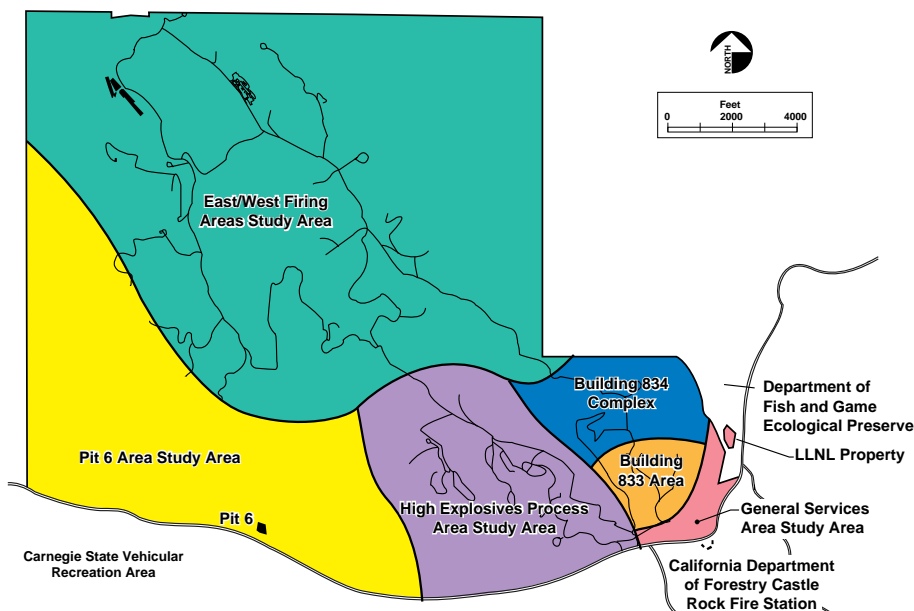 NORTH
Feet
0 2000 4000
East/West Firing
Areas Study Area
Building 834
Complex
Department of
Fish and Game
Ecological Preserve
LLNL Property
Building
833 Area
Pit 6 Area Study Area
High Explosives Process
Area Study Area
General Services
Area Study Area
Pit 6
Carnegie State Vehicular
Recreation Area
California Department
of Forestry Castle
Rock Fire Station